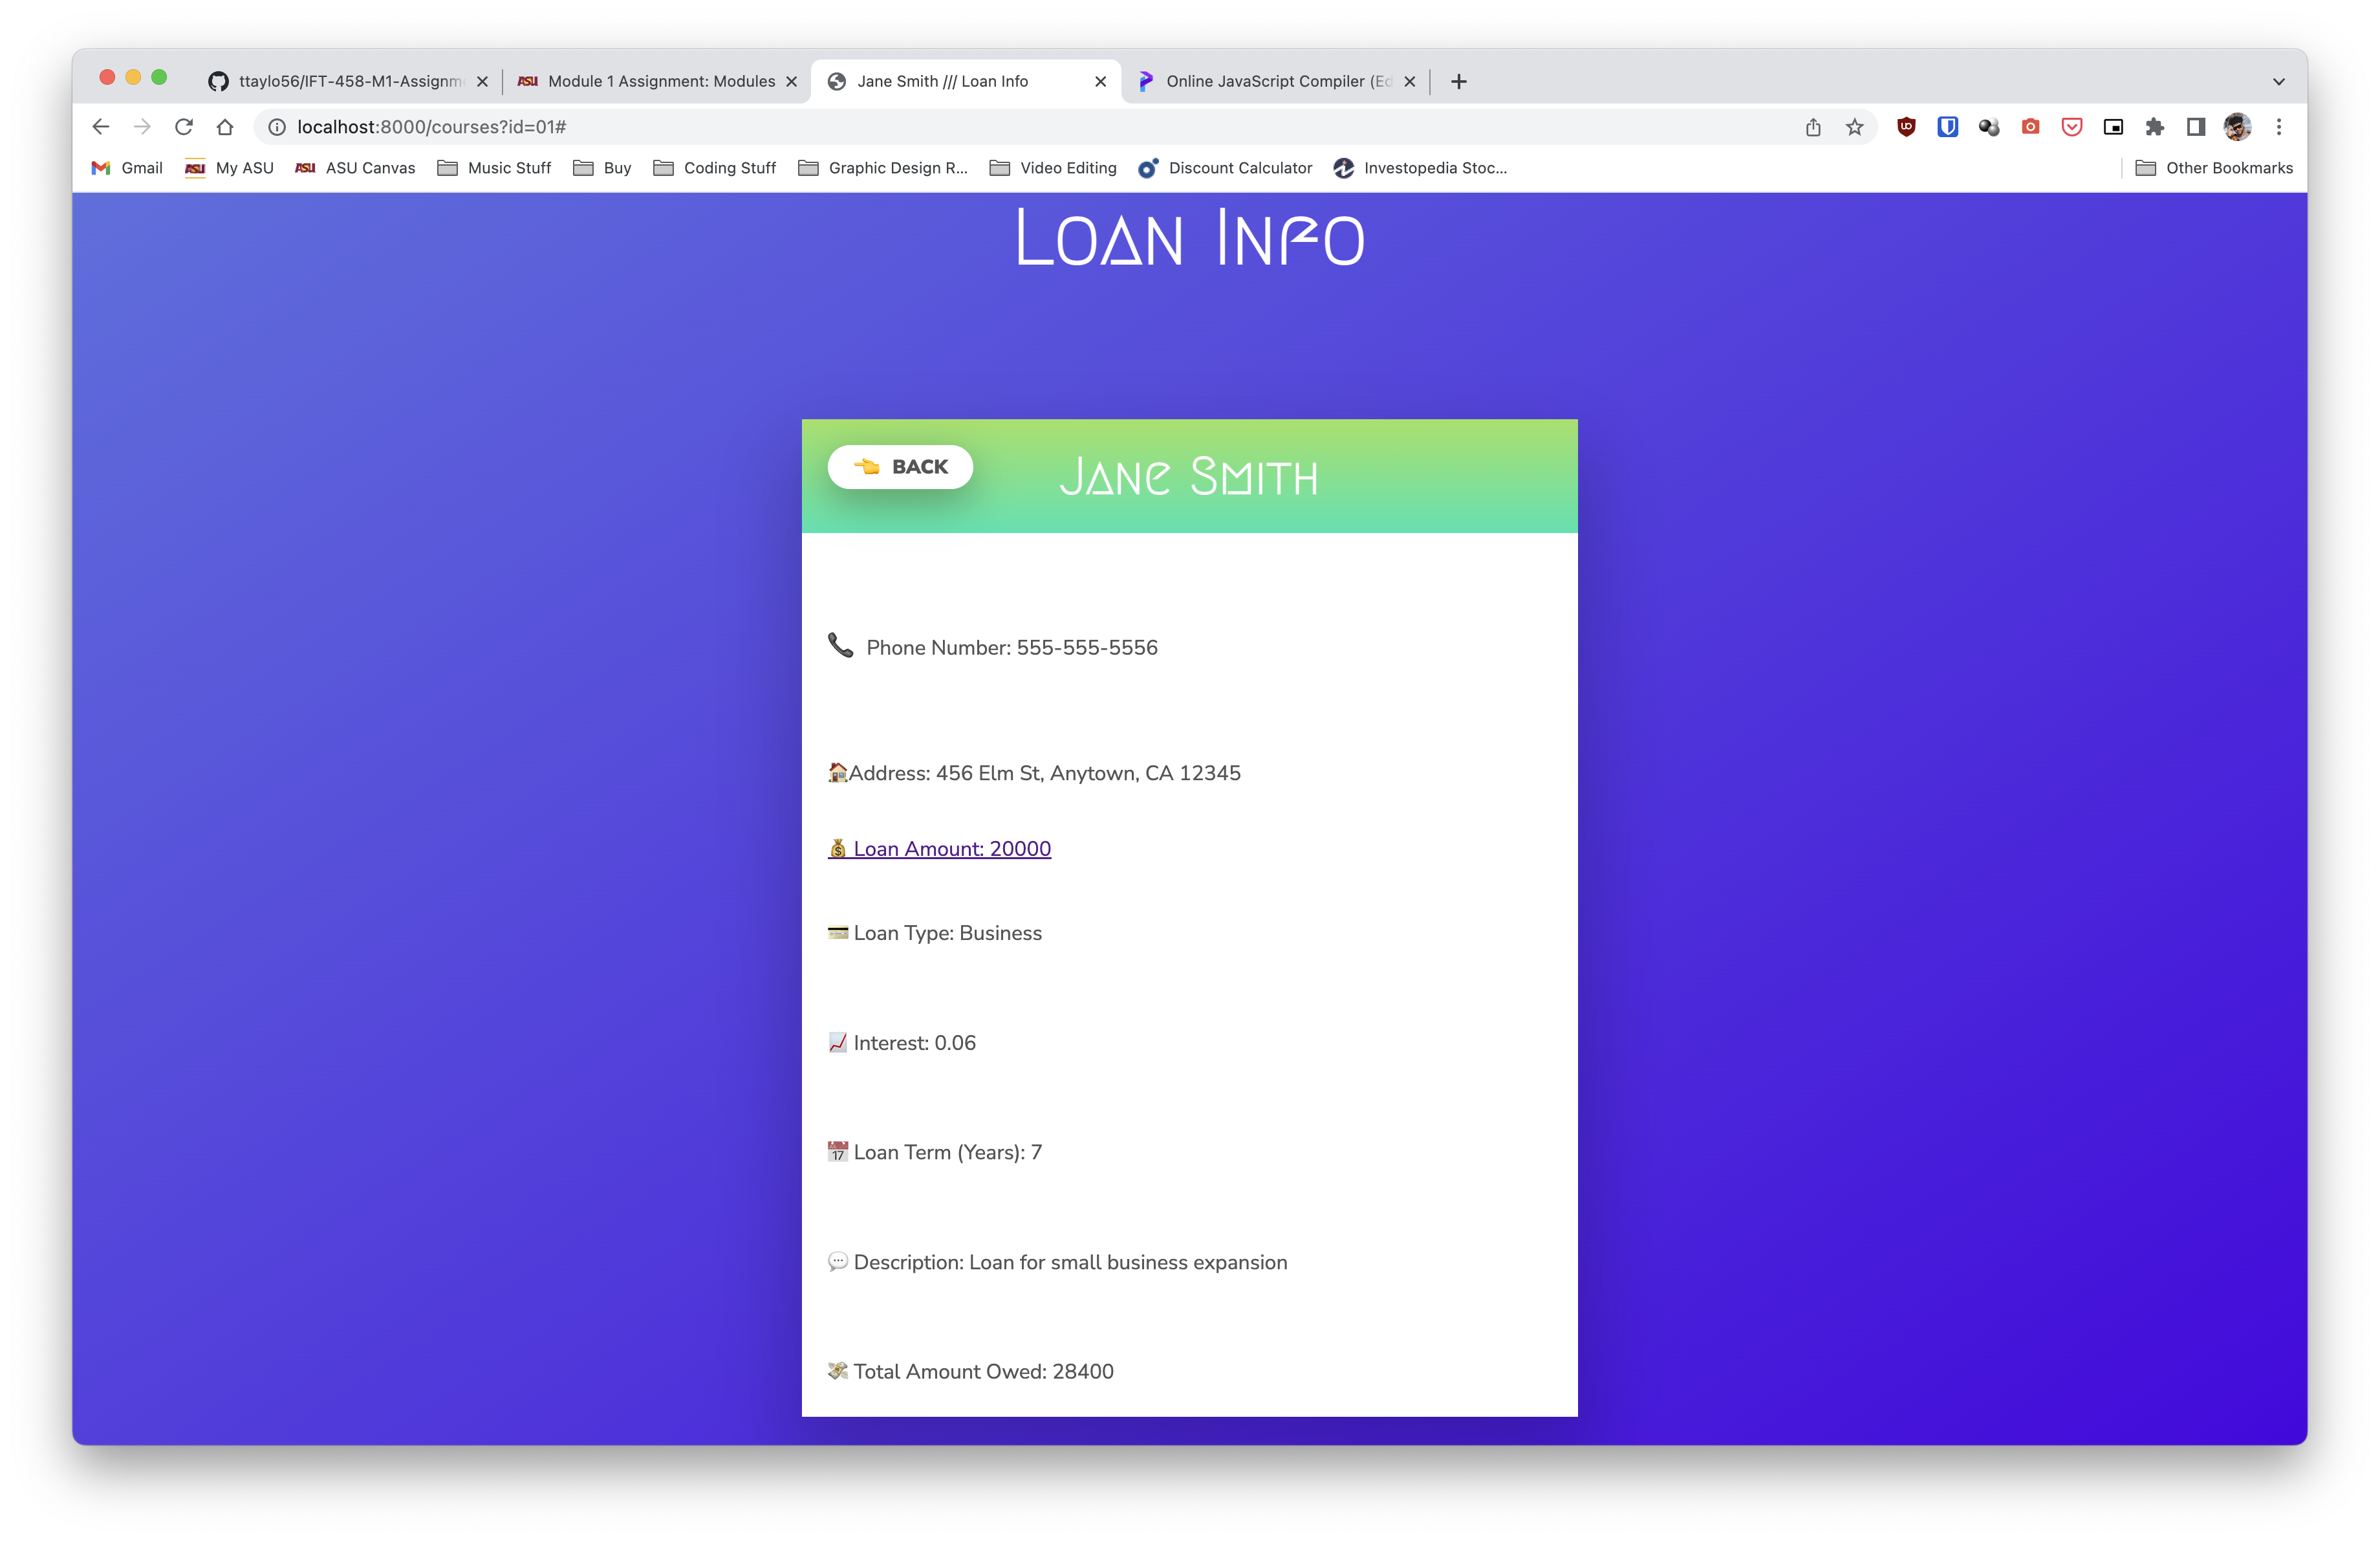 ttaylo56/IFT-458-M1-Assignm
ASU Module 1 Assignment: Modules
Jane Smith /// Loan Info
Online JavaScript Compiler (Ed
localhost:8000/courses?id=01#
Gmail
ASU My ASU
ASU ASU Canvas
Music Stuff
Buy
Coding Stuff
Graphic Design R...
Video Editing
Discount Calculator
Investopedia Stoc...
Other Bookmarks
Loan Info
👈 BACK
Jane Smith
📞 Phone Number: 555-555-5556
🏠Address: 456 Elm St, Anytown, CA 12345
💰 Loan Amount: 20000
💳 Loan Type: Business
📈 Interest: 0.06
📅 Loan Term (Years): 7
💬 Description: Loan for small business expansion
💸 Total Amount Owed: 28400